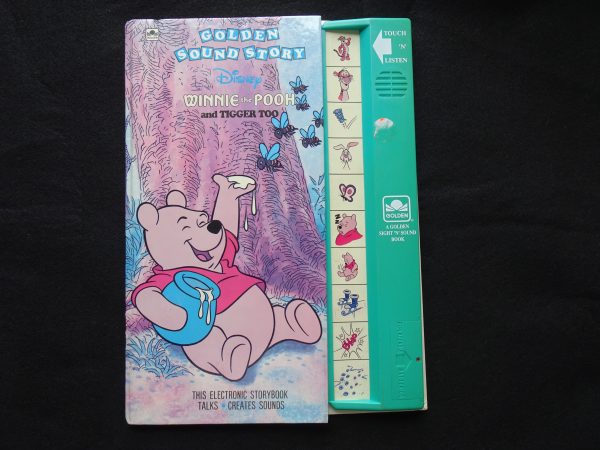 GOLDEN
GOLDEN
SOUND STORY
Disney
WINNIE the POOH
and TIGGER TOO
THIS ELECTRONIC STORYBOOK
TALKS • CREATES SOUNDS
TOUCH
'N'
LISTEN
GOLDEN
A GOLDEN
SIGHT 'N' SOUND
BOOK